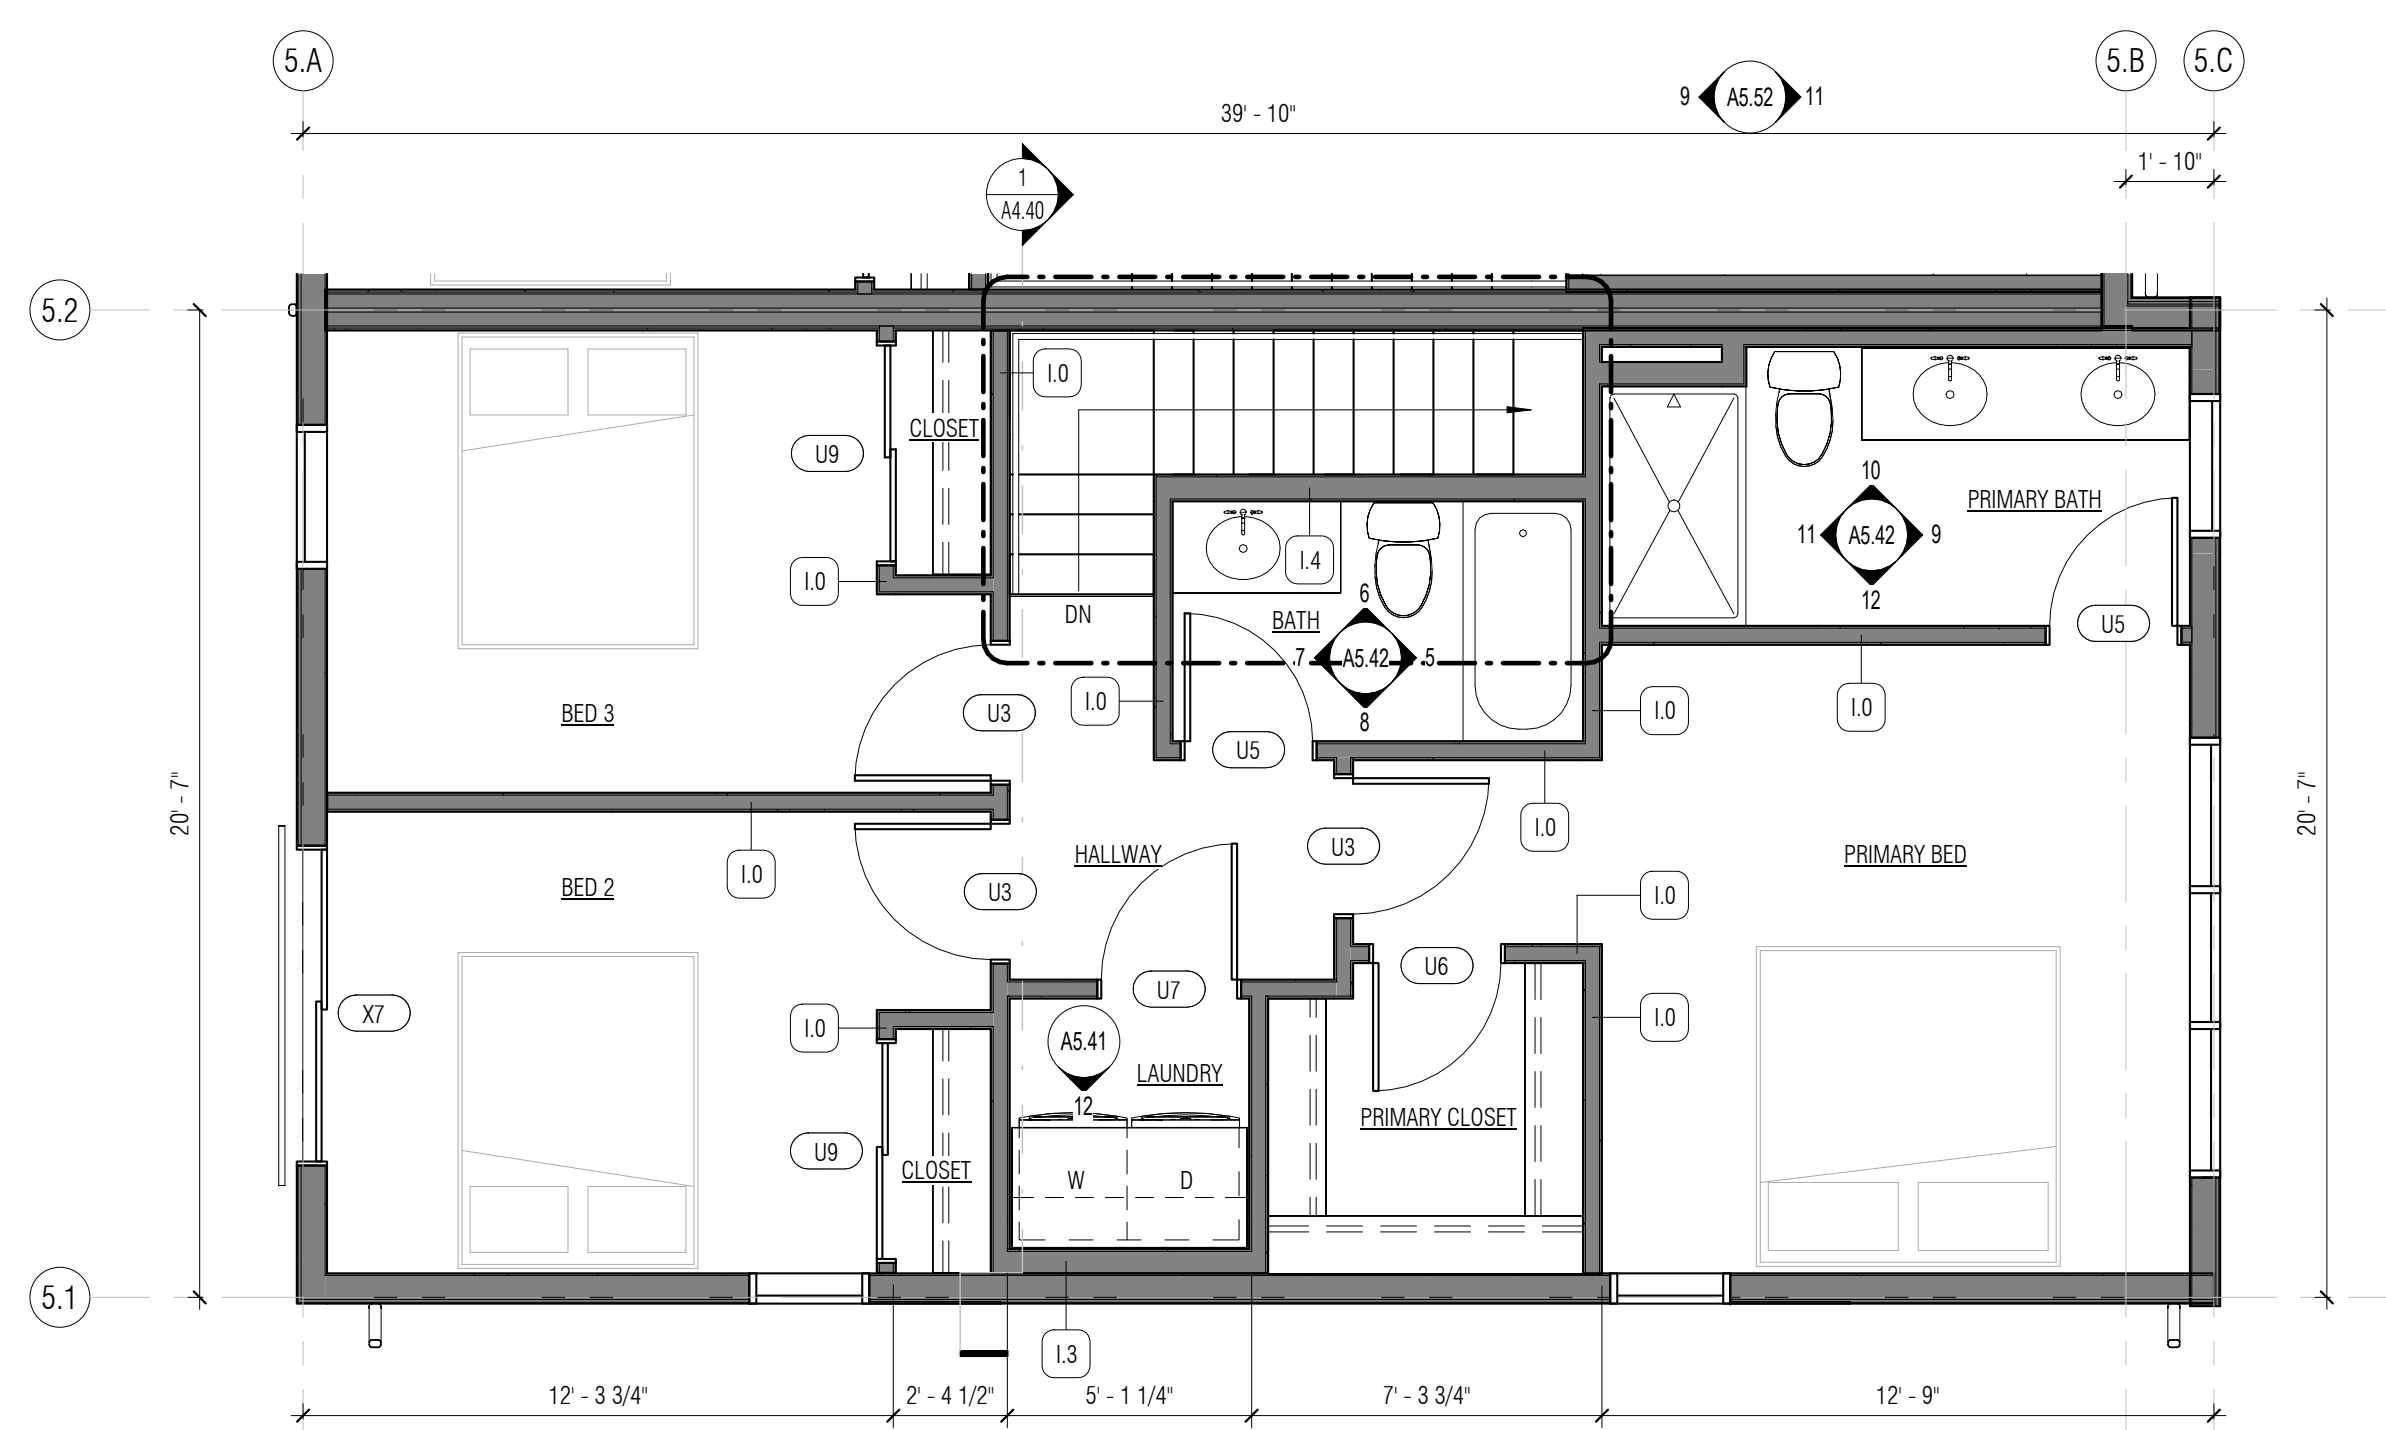 5.A
5.B
5.C
9
A5.52
11
39' - 10"
1' - 10"
1
A4.40
5.2
I.0
CLOSET
U9
10
PRIMARY BATH
11
A5.42
9
I.4
I.0
6
12
DN
BATH
U5
7
A5.42
5
I.0
I.0
I.0
BED 3
U3
8
U5
20' - 7"
20' - 7"
I.0
U3
HALLWAY
PRIMARY BED
I.0
BED 2
U3
I.0
U6
U7
X7
I.0
I.0
A5.41
LAUNDRY
12
PRIMARY CLOSET
U9
CLOSET
W
D
5.1
I.3
12' - 3 3/4"
2' - 4 1/2"
5' - 1 1/4"
7' - 3 3/4"
12' - 9"